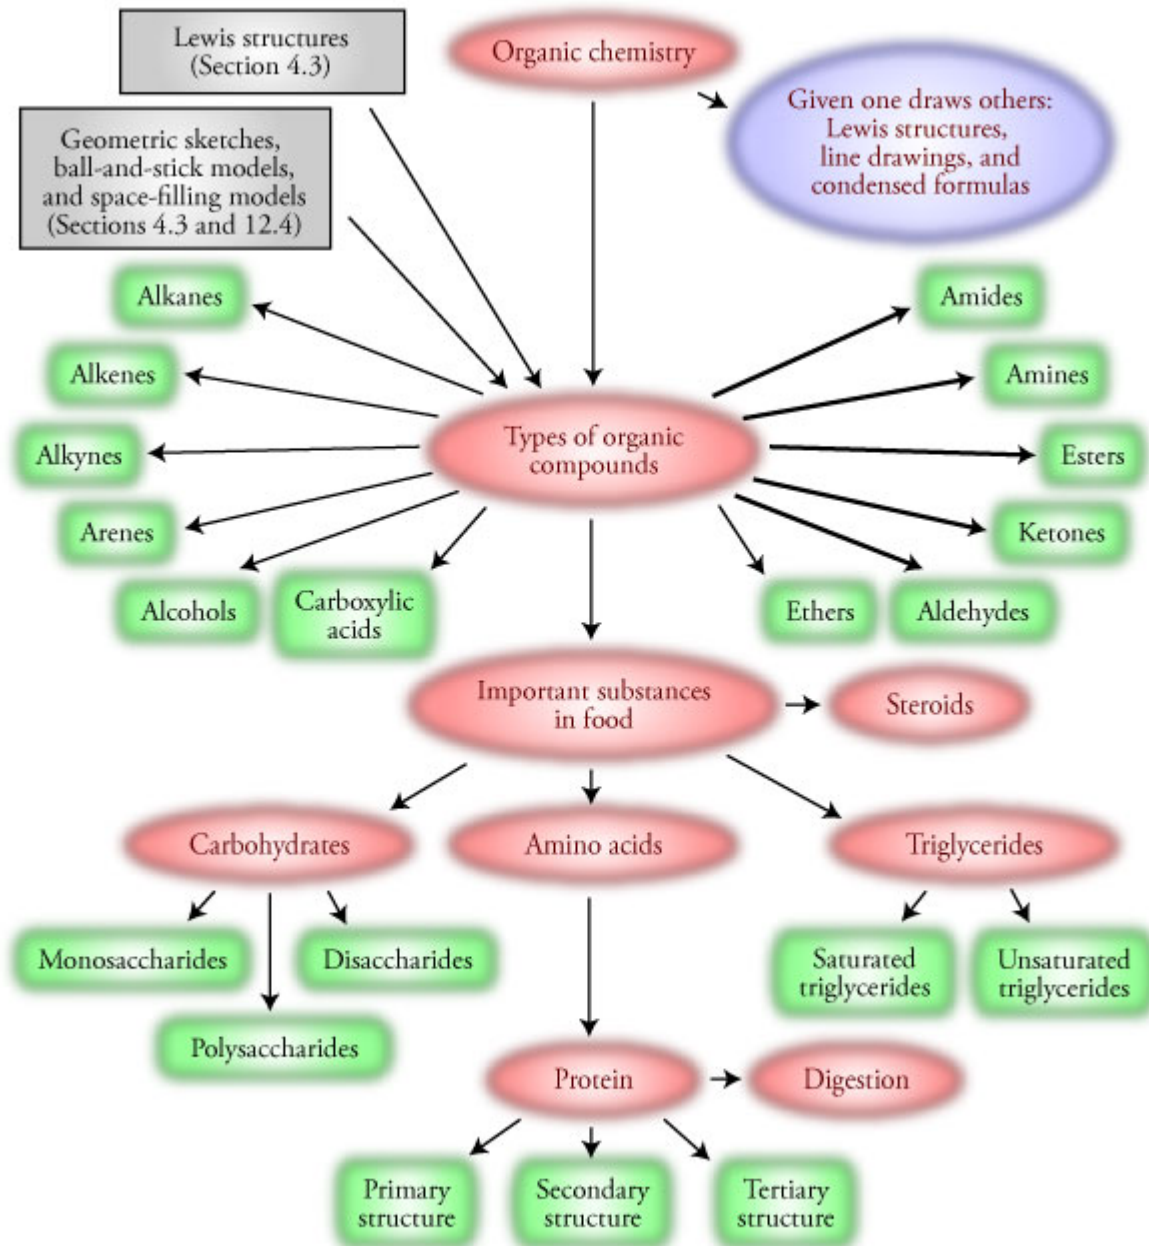 Lewis structures
(Section 4.3)
Organic chemistry
Given one draws others:
Lewis structures,
line drawings, and
condensed formulas
Geometric sketches,
ball-and-stick models,
and space-filling models
(Sections 4.3 and 12.4)
Alkanes
Amides
Alkenes
Amines
Types of organic
compounds
Alkynes
Esters
Arenes
Ketones
Alcohols
Carboxylic
acids
Ethers
Aldehydes
Important substances
in food
Steroids
Carbohydrates
Amino acids
Triglycerides
Monosaccharides
Disaccharides
Saturated
triglycerides
Unsaturated
triglycerides
Polysaccharides
Protein
Digestion
Primary
structure
Secondary
structure
Tertiary
structure